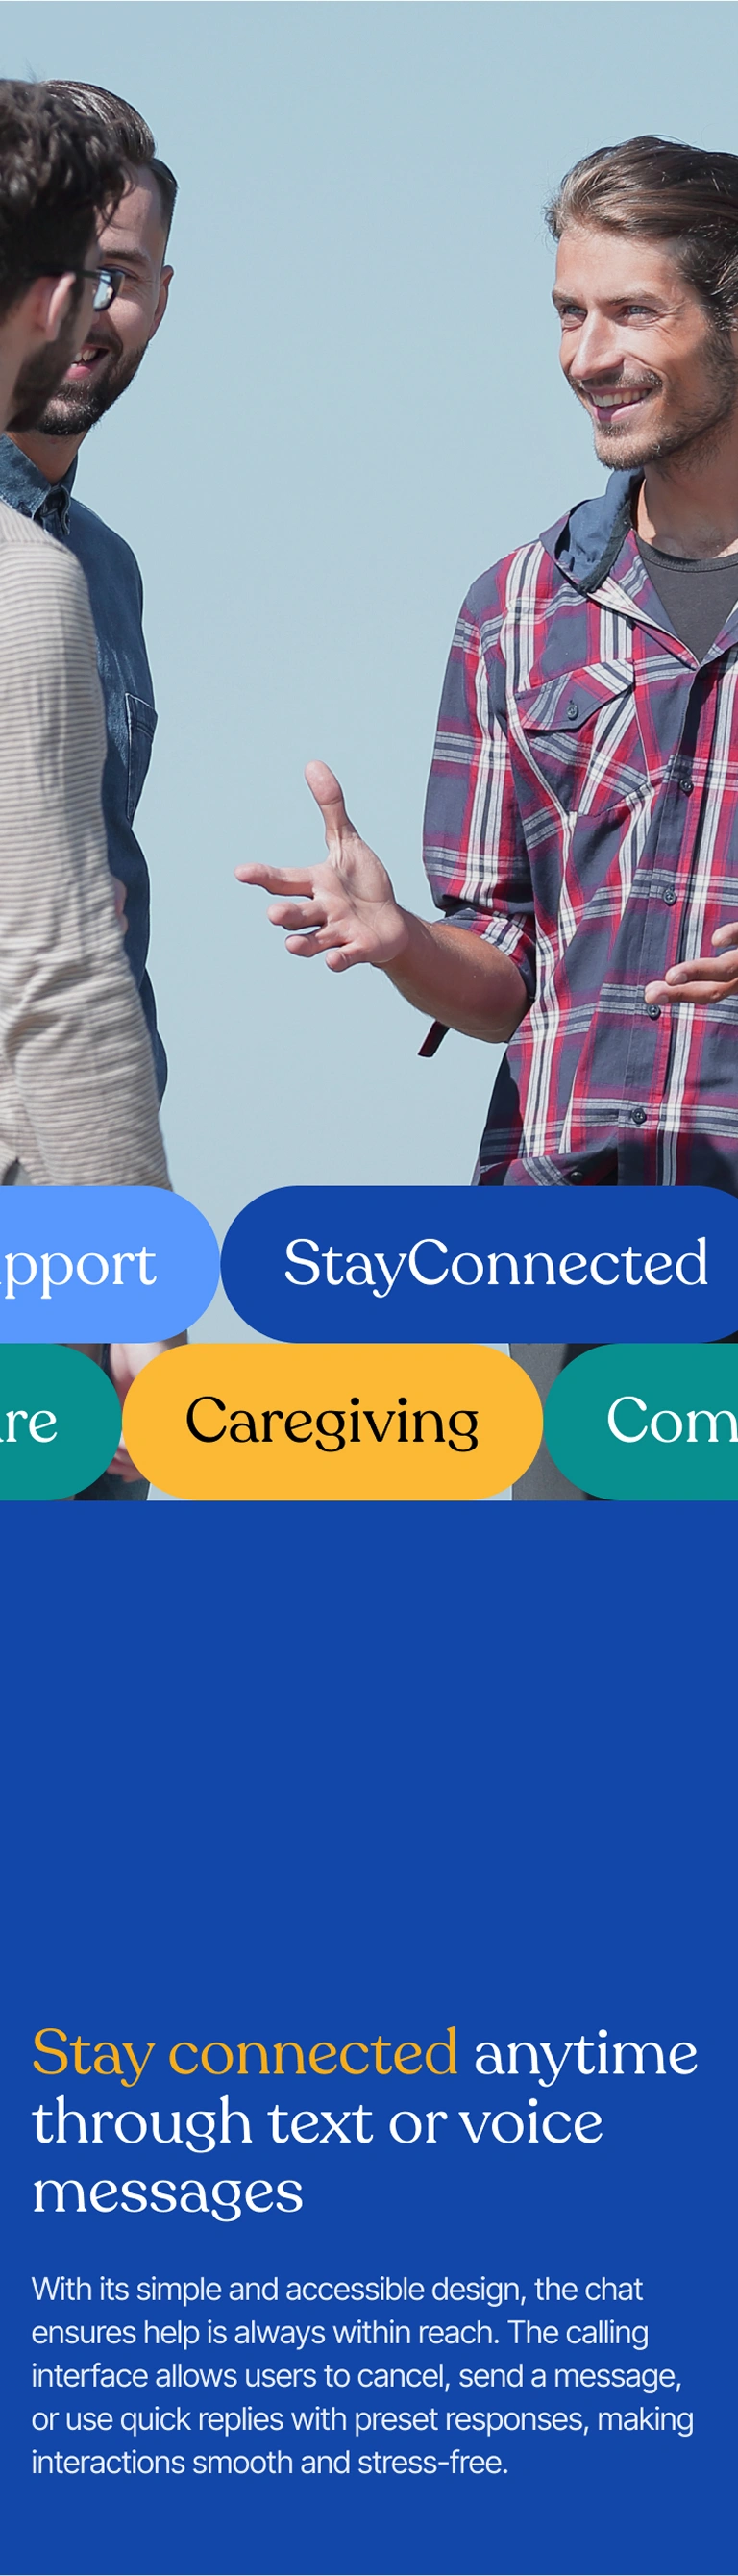 pport StayConnected
re Caregiving Com
Stay connected anytime
through text or voice
messages
With its simple and accessible design, the chat
ensures help is always within reach. The calling
interface allows users to cancel, send a message,
or use quick replies with preset responses, making
interactions smooth and stress-free.